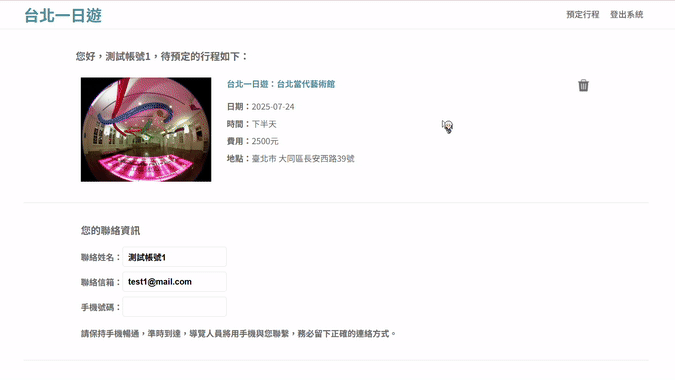 台北一日遊
預定行程 登出系統
您好，測試帳號1，待預定的行程如下：
台北一日遊：台北當代藝術館
日期：2025-07-24
時間：下半天
費用：2500元
地點：臺北市 大同區長安西路39號
您的聯絡資訊
聯絡姓名： 測試帳號1
聯絡信箱： test1@mail.com
手機號碼：
請保持手機暢通，準時到達，導覽人員將用手機與您聯繫，務必留下正確的連絡方式。